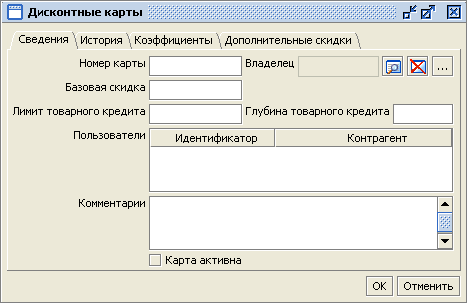 Дисконтные карты
Сведения История Коэффициенты Дополнительные скидки
Номер карты Владелец ...
Базовая скидка
Лимит товарного кредита Глубина товарного кредита
Пользователи Идентификатор Контрагент
Комментарии
Карта активна
OK Отменить